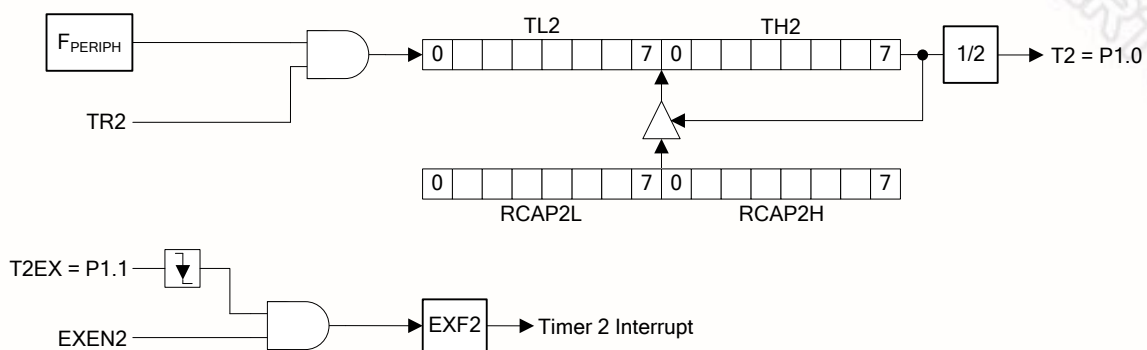 TL2 TH2
F_PERIPH 0 7 0 7 1/2 T2 = P1.0
TR2
0 7 0 7
RCAP2L RCAP2H
T2EX = P1.1
EXEN2 EXF2 Timer 2 Interrupt